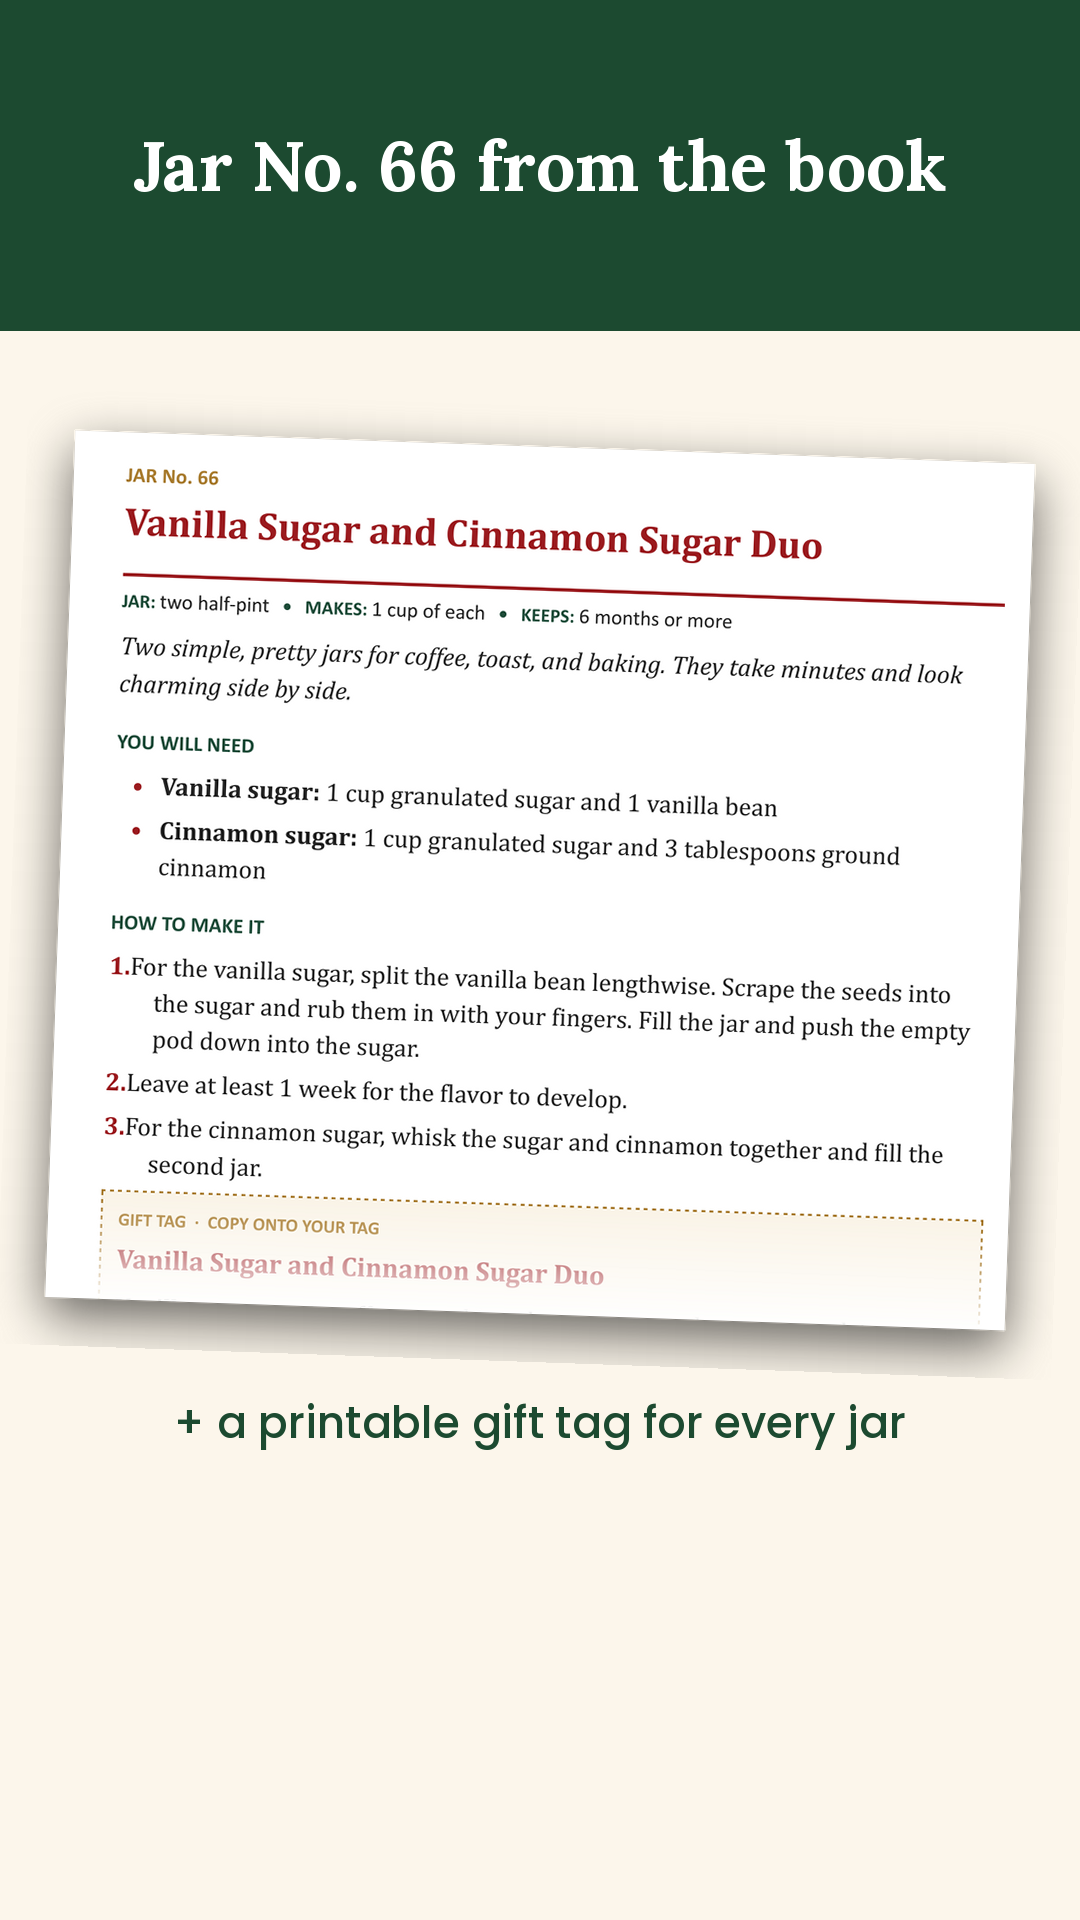 Jar No. 66 from the book
JAR No. 66
Vanilla Sugar and Cinnamon Sugar Duo
JAR: two half-pint • MAKES: 1 cup of each • KEEPS: 6 months or more
Two simple, pretty jars for coffee, toast, and baking. They take minutes and look
charming side by side.
YOU WILL NEED
• Vanilla sugar: 1 cup granulated sugar and 1 vanilla bean
• Cinnamon sugar: 1 cup granulated sugar and 3 tablespoons ground
cinnamon
HOW TO MAKE IT
1.For the vanilla sugar, split the vanilla bean lengthwise. Scrape the seeds into
the sugar and rub them in with your fingers. Fill the jar and push the empty
pod down into the sugar.
2.Leave at least 1 week for the flavor to develop.
3.For the cinnamon sugar, whisk the sugar and cinnamon together and fill the
second jar.
GIFT TAG · COPY ONTO YOUR TAG
Vanilla Sugar and Cinnamon Sugar Duo
+ a printable gift tag for every jar